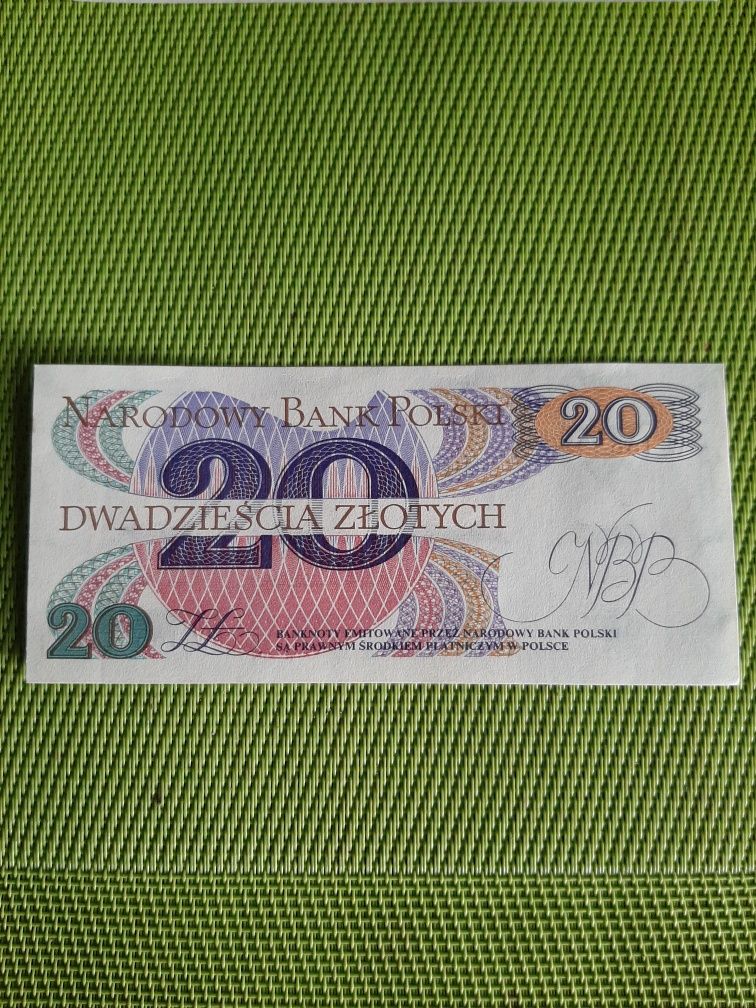 NARODOWY BANK POLSKI
20
20
DWADZIEŚCIA ZŁOTYCH
NBP
20
ZŁ
BANKNOTY EMITOWANE PRZEZ NARODOWY BANK POLSKI
SĄ PRAWNYM ŚRODKIEM PŁATNICZYM W POLSCE